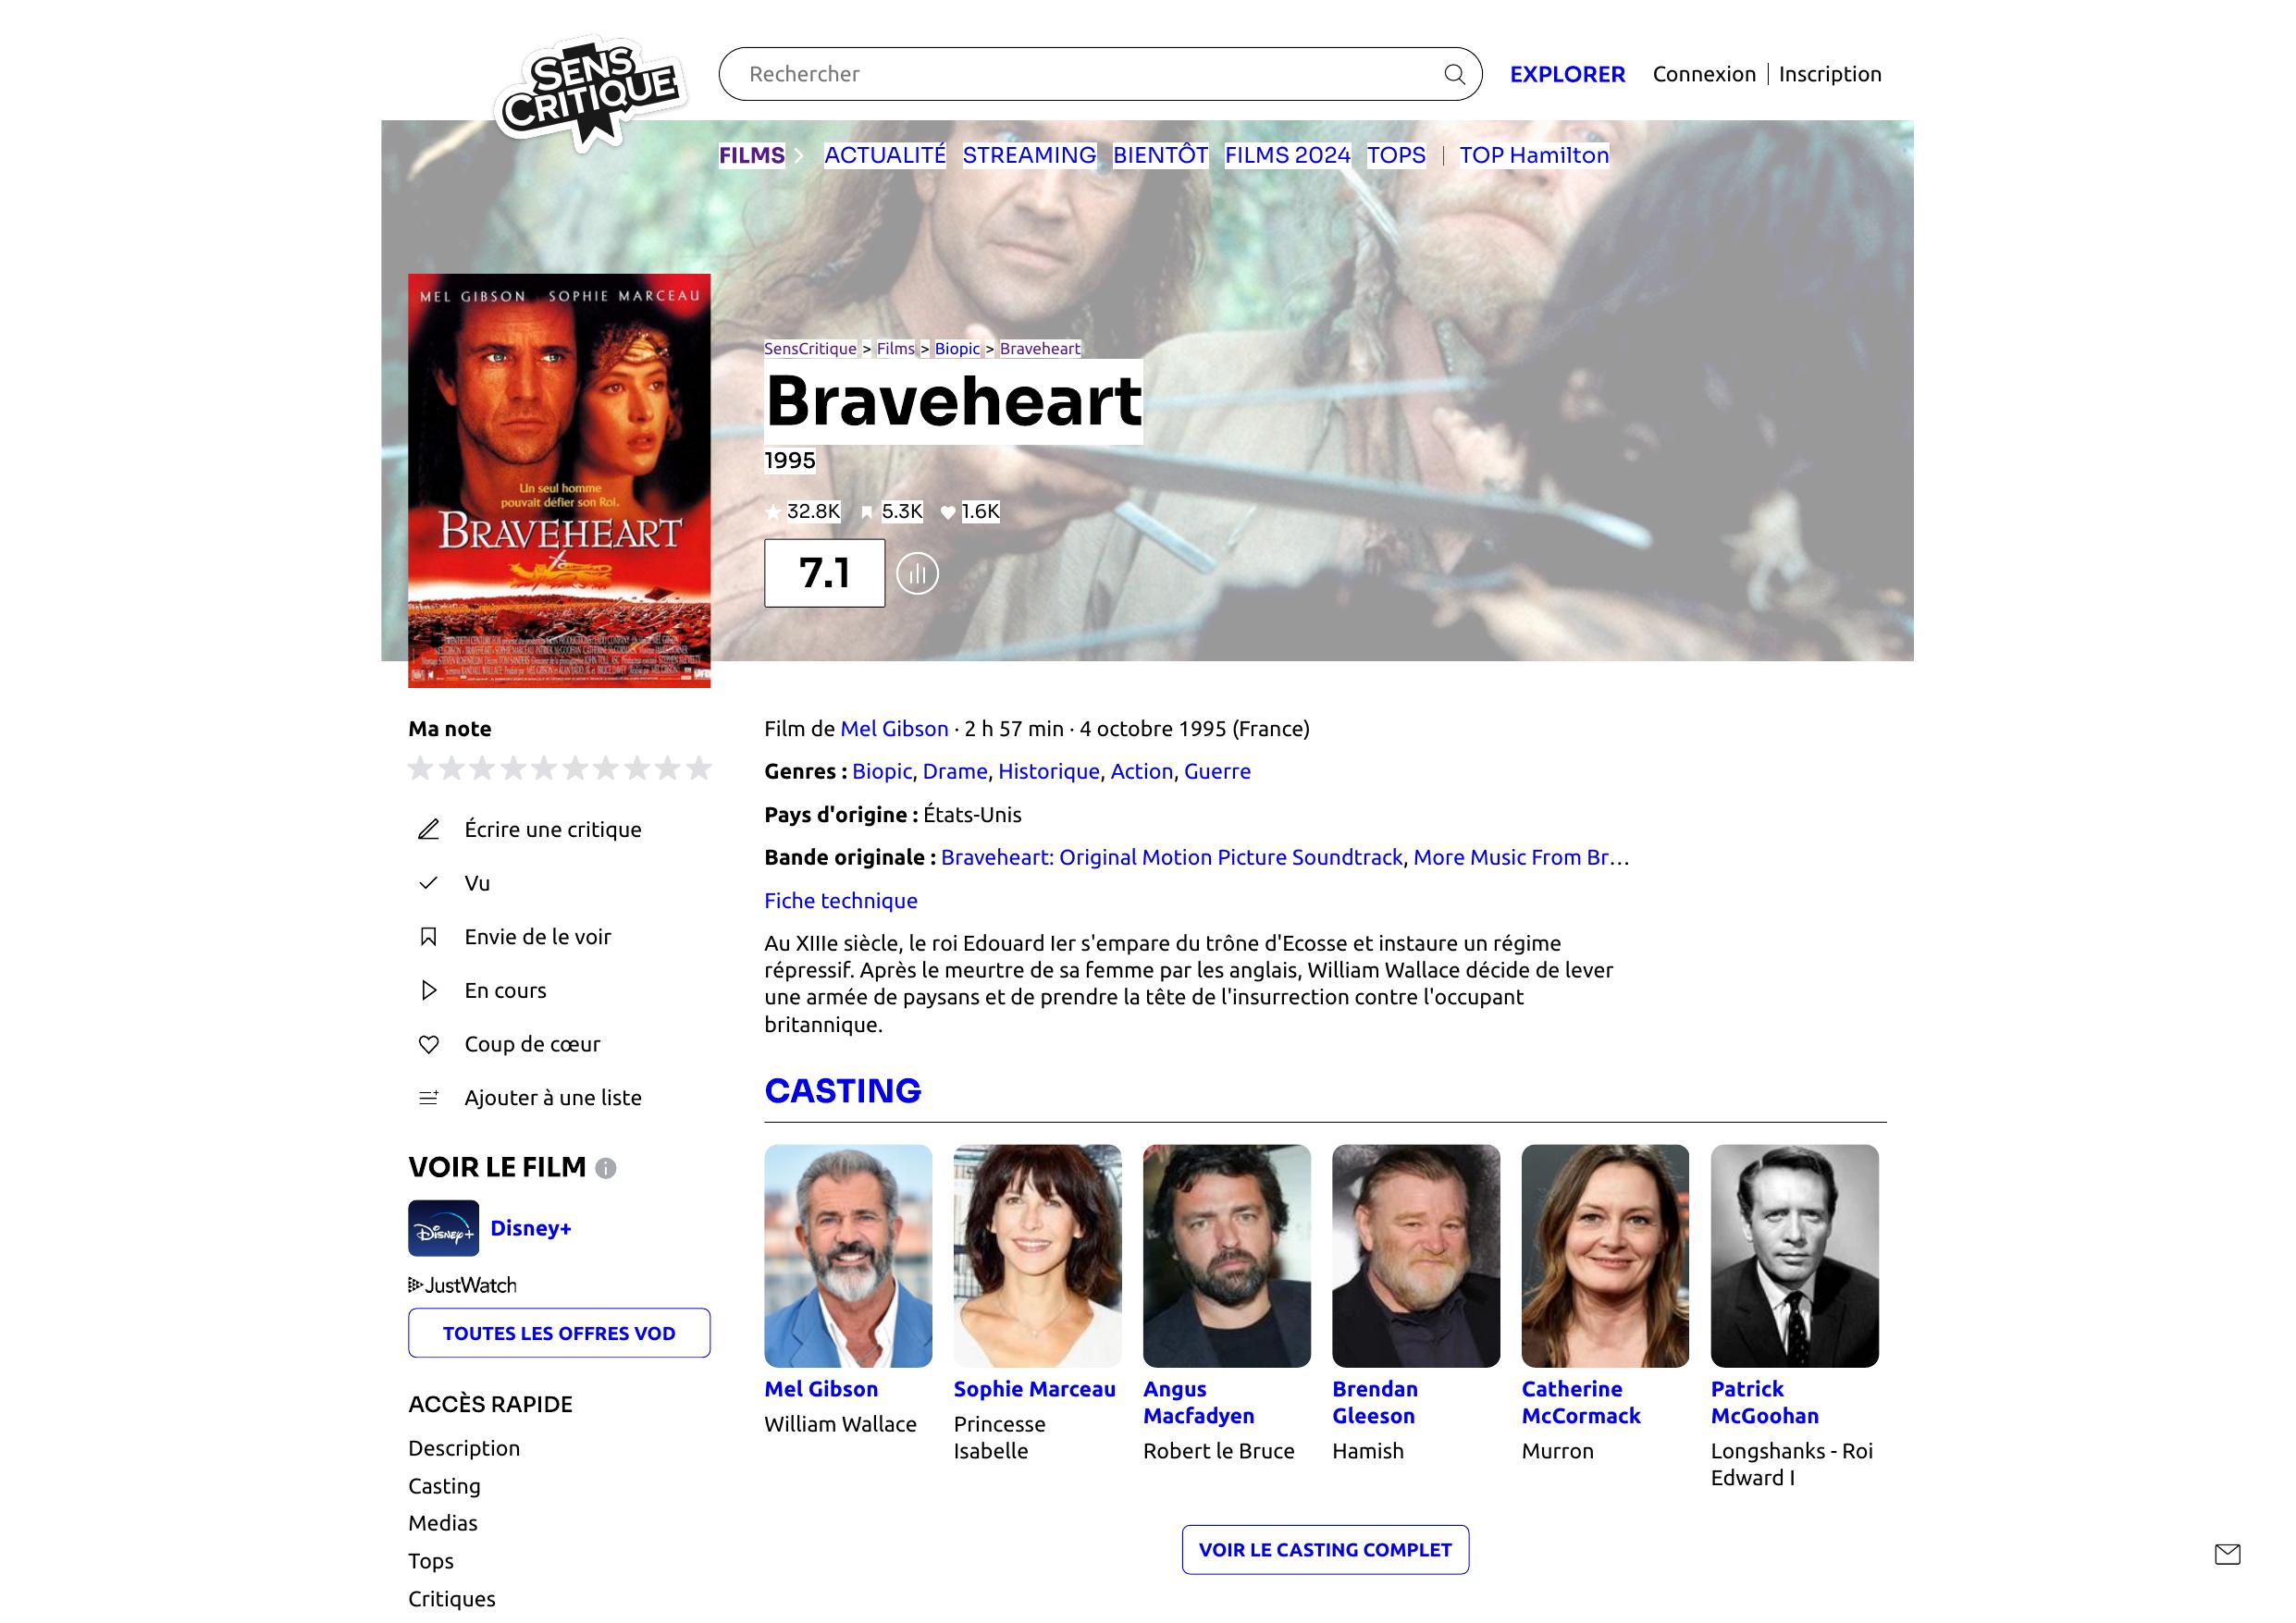 SENS
CRITIQUE
Rechercher
EXPLORER
Connexion
Inscription
FILMS
ACTUALITÉ
STREAMING
BIENTÔT
FILMS 2024
TOPS
TOP Hamilton
MEL GIBSON SOPHIE MARCEAU
Un seul homme
pouvait défier son Roi.
BRAVEHEART
SensCritique > Films > Biopic > Braveheart
Braveheart
1995
32.8K 5.3K 1.6K
7.1
Ma note
Écrire une critique
Vu
Envie de le voir
En cours
Coup de cœur
Ajouter à une liste
VOIR LE FILM
Disney+
Disney+
JustWatch
TOUTES LES OFFRES VOD
ACCÈS RAPIDE
Description
Casting
Medias
Tops
Critiques
Film de Mel Gibson · 2 h 57 min · 4 octobre 1995 (France)
Genres : Biopic, Drame, Historique, Action, Guerre
Pays d'origine : États-Unis
Bande originale : Braveheart: Original Motion Picture Soundtrack, More Music From Br…
Fiche technique
Au XIIIe siècle, le roi Edouard Ier s'empare du trône d'Ecosse et instaure un régime
répressif. Après le meurtre de sa femme par les anglais, William Wallace décide de lever
une armée de paysans et de prendre la tête de l'insurrection contre l'occupant
britannique.
CASTING
Mel Gibson
William Wallace
Sophie Marceau
Princesse
Isabelle
Angus
Macfadyen
Robert le Bruce
Brendan
Gleeson
Hamish
Catherine
McCormack
Murron
Patrick
McGoohan
Longshanks - Roi
Edward I
VOIR LE CASTING COMPLET